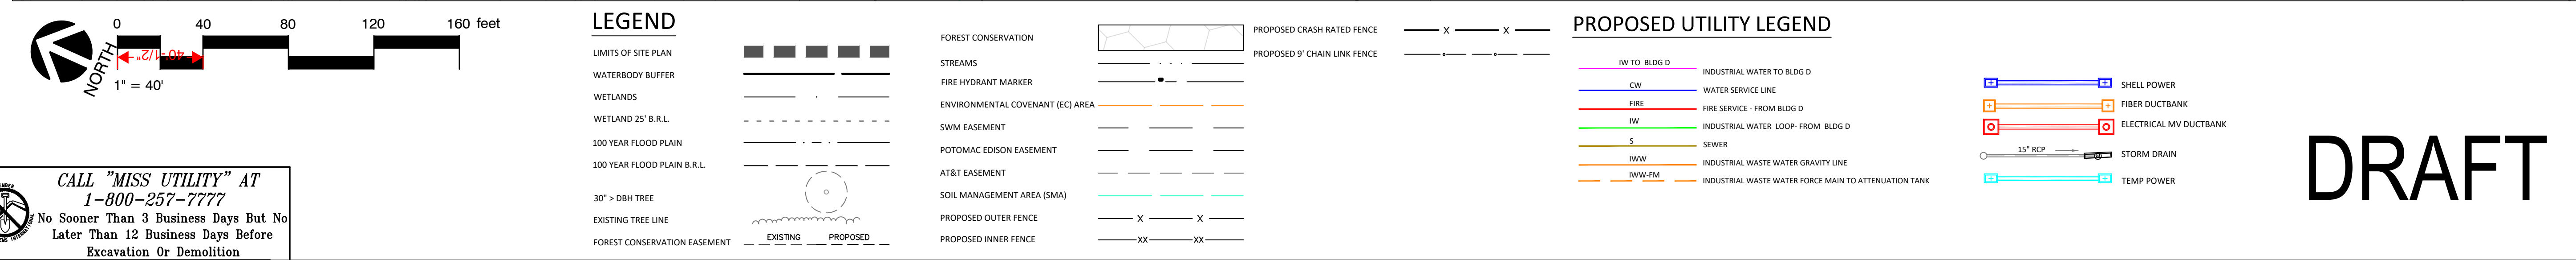 0 40 80 120 160 feet
40'-1/2"
NORTH
1" = 40'
CALL "MISS UTILITY" AT
1-800-257-7777
No Sooner Than 3 Business Days But No
Later Than 12 Business Days Before
Excavation Or Demolition
LEGEND
LIMITS OF SITE PLAN
WATERBODY BUFFER
WETLANDS
WETLAND 25' B.R.L.
100 YEAR FLOOD PLAIN
100 YEAR FLOOD PLAIN B.R.L.
30" > DBH TREE
EXISTING TREE LINE
FOREST CONSERVATION EASEMENT EXISTING PROPOSED
FOREST CONSERVATION
STREAMS
FIRE HYDRANT MARKER
ENVIRONMENTAL COVENANT (EC) AREA
SWM EASEMENT
POTOMAC EDISON EASEMENT
AT&T EASEMENT
SOIL MANAGEMENT AREA (SMA)
PROPOSED OUTER FENCE X X
PROPOSED INNER FENCE XX XX
PROPOSED CRASH RATED FENCE X X
PROPOSED 9' CHAIN LINK FENCE
PROPOSED UTILITY LEGEND
IW TO BLDG D INDUSTRIAL WATER TO BLDG D
CW WATER SERVICE LINE
FIRE FIRE SERVICE - FROM BLDG D
IW INDUSTRIAL WATER LOOP- FROM BLDG D
S SEWER
IWW INDUSTRIAL WASTE WATER GRAVITY LINE
IWW-FM INDUSTRIAL WASTE WATER FORCE MAIN TO ATTENUATION TANK
SHELL POWER
FIBER DUCTBANK
ELECTRICAL MV DUCTBANK
15" RCP STORM DRAIN
TEMP POWER
DRAFT